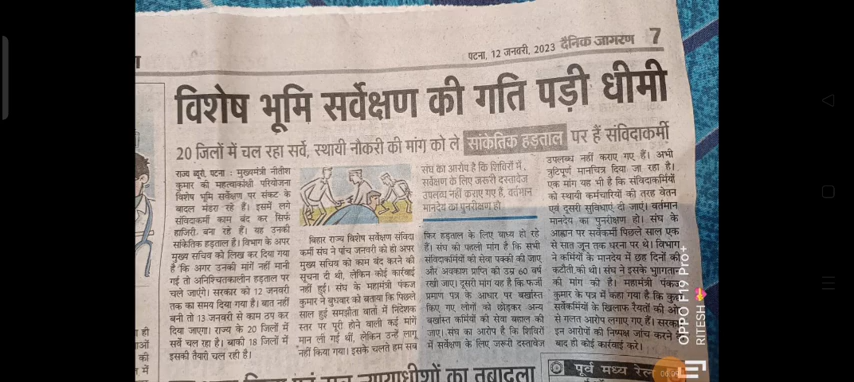 पटना, 12 जनवरी, 2023 दैनिक जागरण 7
विशेष भूमि सर्वेक्षण की गति पड़ी धीमी
20 जिलों में चल रहा सर्वे, स्थायी नौकरी की मांग को ले सांकेतिक हड़ताल पर हैं संविदाकर्मी
राज्य ब्यूरो, पटना : मुख्यमंत्री नीतीश
कुमार की महत्वाकांक्षी परियोजना
विशेष भूमि सर्वेक्षण पर संकट के
बादल मंडरा रहे हैं। इसमें लगे
संविदाकर्मी काम बंद कर सिर्फ
हाजिरी बना रहे हैं। यह उनकी
सांकेतिक हड़ताल है। विभाग के अपर
मुख्य सचिव को लिख कर दिया गया
है कि अगर उनकी मांगें नहीं मानी
गईं तो अनिश्चितकालीन हड़ताल पर
चले जाएंगे। सरकार को 12 जनवरी
तक का समय दिया गया है। बात नहीं
बनी तो 13 जनवरी से काम ठप कर
दिया जाएगा। राज्य के 20 जिलों में
सर्वे चल रहा है। बाकी 18 जिलों में
इसकी तैयारी चल रही है।
बिहार राज्य विशेष सर्वेक्षण संविदा
कर्मी संघ ने पांच जनवरी को ही अपर
मुख्य सचिव को काम बंद करने की
सूचना दी थी, लेकिन कोई कार्रवाई
नहीं हुई। संघ के महामंत्री पंकज
कुमार ने बुधवार को बताया कि पिछले
साल हुई समझौता वार्ता में निदेशक
स्तर पर पूरी होने वाली कई मांगें
मान ली गई थीं, लेकिन उन्हें लागू
नहीं किया गया। इसके चलते हम सब
संघ का आरोप है कि शिविरों में
सर्वेक्षण के लिए जरूरी दस्तावेज
उपलब्ध नहीं कराए गए हैं, वर्तमान
मानदेय का पुनरीक्षण हो
फिर हड़ताल के लिए बाध्य हो रहे
हैं। संघ की पहली मांग है कि सभी
संविदाकर्मियों की सेवा पक्की की जाए
और अवकाश प्राप्ति की उम्र 60 वर्ष
रखी जाए। दूसरी मांग यह है कि फर्जी
प्रमाण पत्र के आधार पर बर्खास्त
किए गए लोगों को छोड़कर अन्य
बर्खास्त कर्मियों की सेवा बहाल की
जाए। संघ का आरोप है कि शिविरों
में सर्वेक्षण के लिए जरूरी दस्तावेज
उपलब्ध नहीं कराए गए हैं। अभी
त्रुटिपूर्ण मानचित्र दिया जा रहा है।
एक मांग यह भी है कि संविदाकर्मियों
को स्थायी कर्मचारियों की तरह वेतन
एवं दूसरी सुविधाएं दी जाएं। वर्तमान
मानदेय का पुनरीक्षण हो। संघ के
आह्वान पर सर्वेकर्मी पिछले साल एक
से सात जून तक धरना पर थे। विभाग
ने कर्मियों के मानदेय में छह दिनों की
कटौती की थी। संघ ने इसके भुगतान
की मांग की है। महामंत्री पंकज
कुमार के पत्र में कहा गया है कि कुछ
सर्वेकर्मियों के खिलाफ रैयतों की ओर
से गलत आरोप लगाए गए हैं।
इन आरोपों की निष्पक्ष जांच करने
बाद ही कोई कार्रवाई करे।
न्यायाधीशों का तबादला
पूर्व मध्य रेल
OPPO F19 Pro+
RITESH